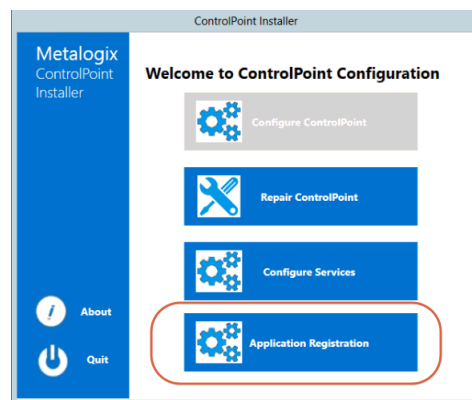 ControlPoint Installer
Metalogix
ControlPoint
Installer
Welcome to ControlPoint Configuration
Configure ControlPoint
Repair ControlPoint
Configure Services
Application Registration
About
Quit